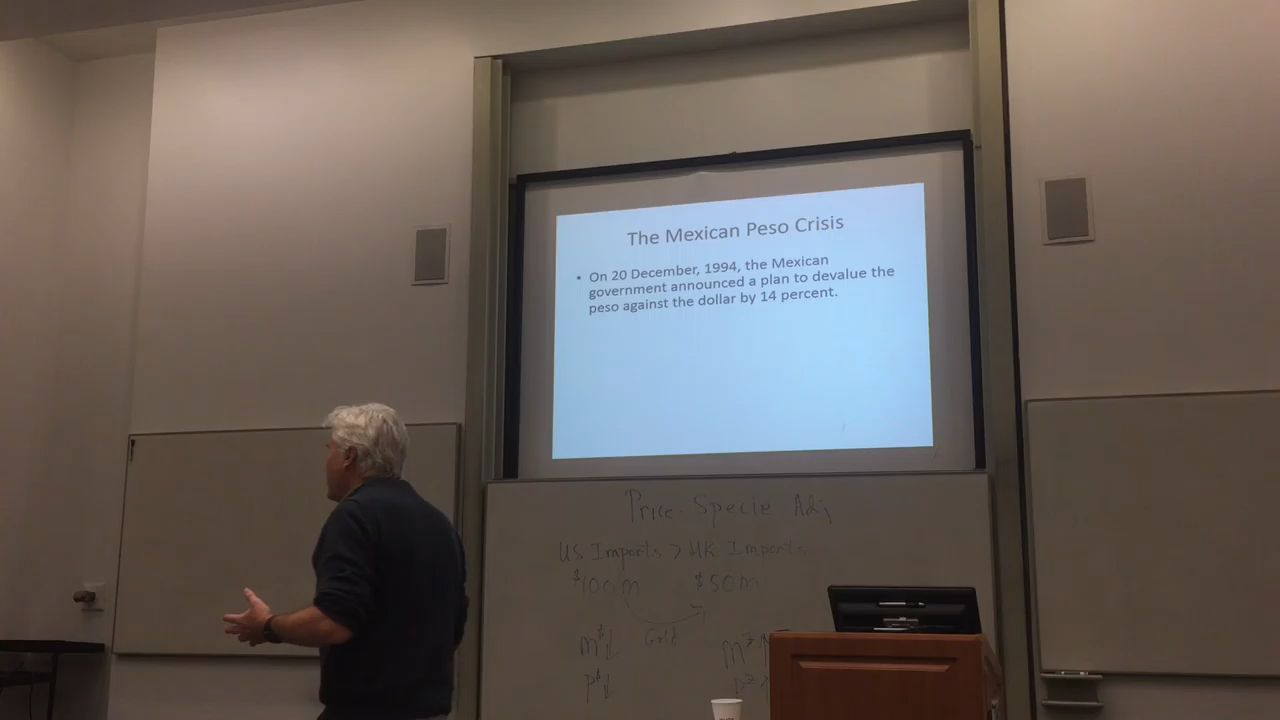 The Mexican Peso Crisis
• On 20 December, 1994, the Mexican
government announced a plan to devalue the
peso against the dollar by 14 percent.
Price-Specie Adj
US Imports > UK Imports
$100m $50m
Gold
M$↓
P$↓